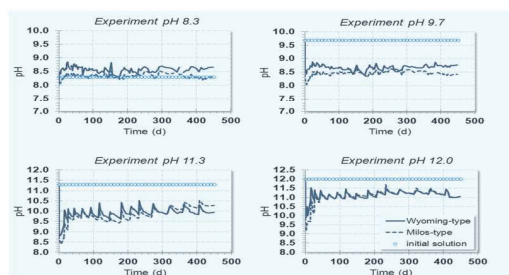 Experiment pH 8.3
10.0
9.5
9.0
8.5
8.0
7.5
7.0
pH
0 100 200 300 400 500
Time (d)
Experiment pH 9.7
10.0
9.5
9.0
8.5
8.0
7.5
7.0
pH
0 100 200 300 400 500
Time (d)
Experiment pH 11.3
12.0
11.5
11.0
10.5
10.0
9.5
9.0
8.5
8.0
pH
0 100 200 300 400 500
Time (d)
Experiment pH 12.0
12.5
12.0
11.5
11.0
10.5
10.0
9.5
9.0
8.5
8.0
pH
0 100 200 300 400 500
Time (d)
Wyoming-type
Milos-type
initial solution